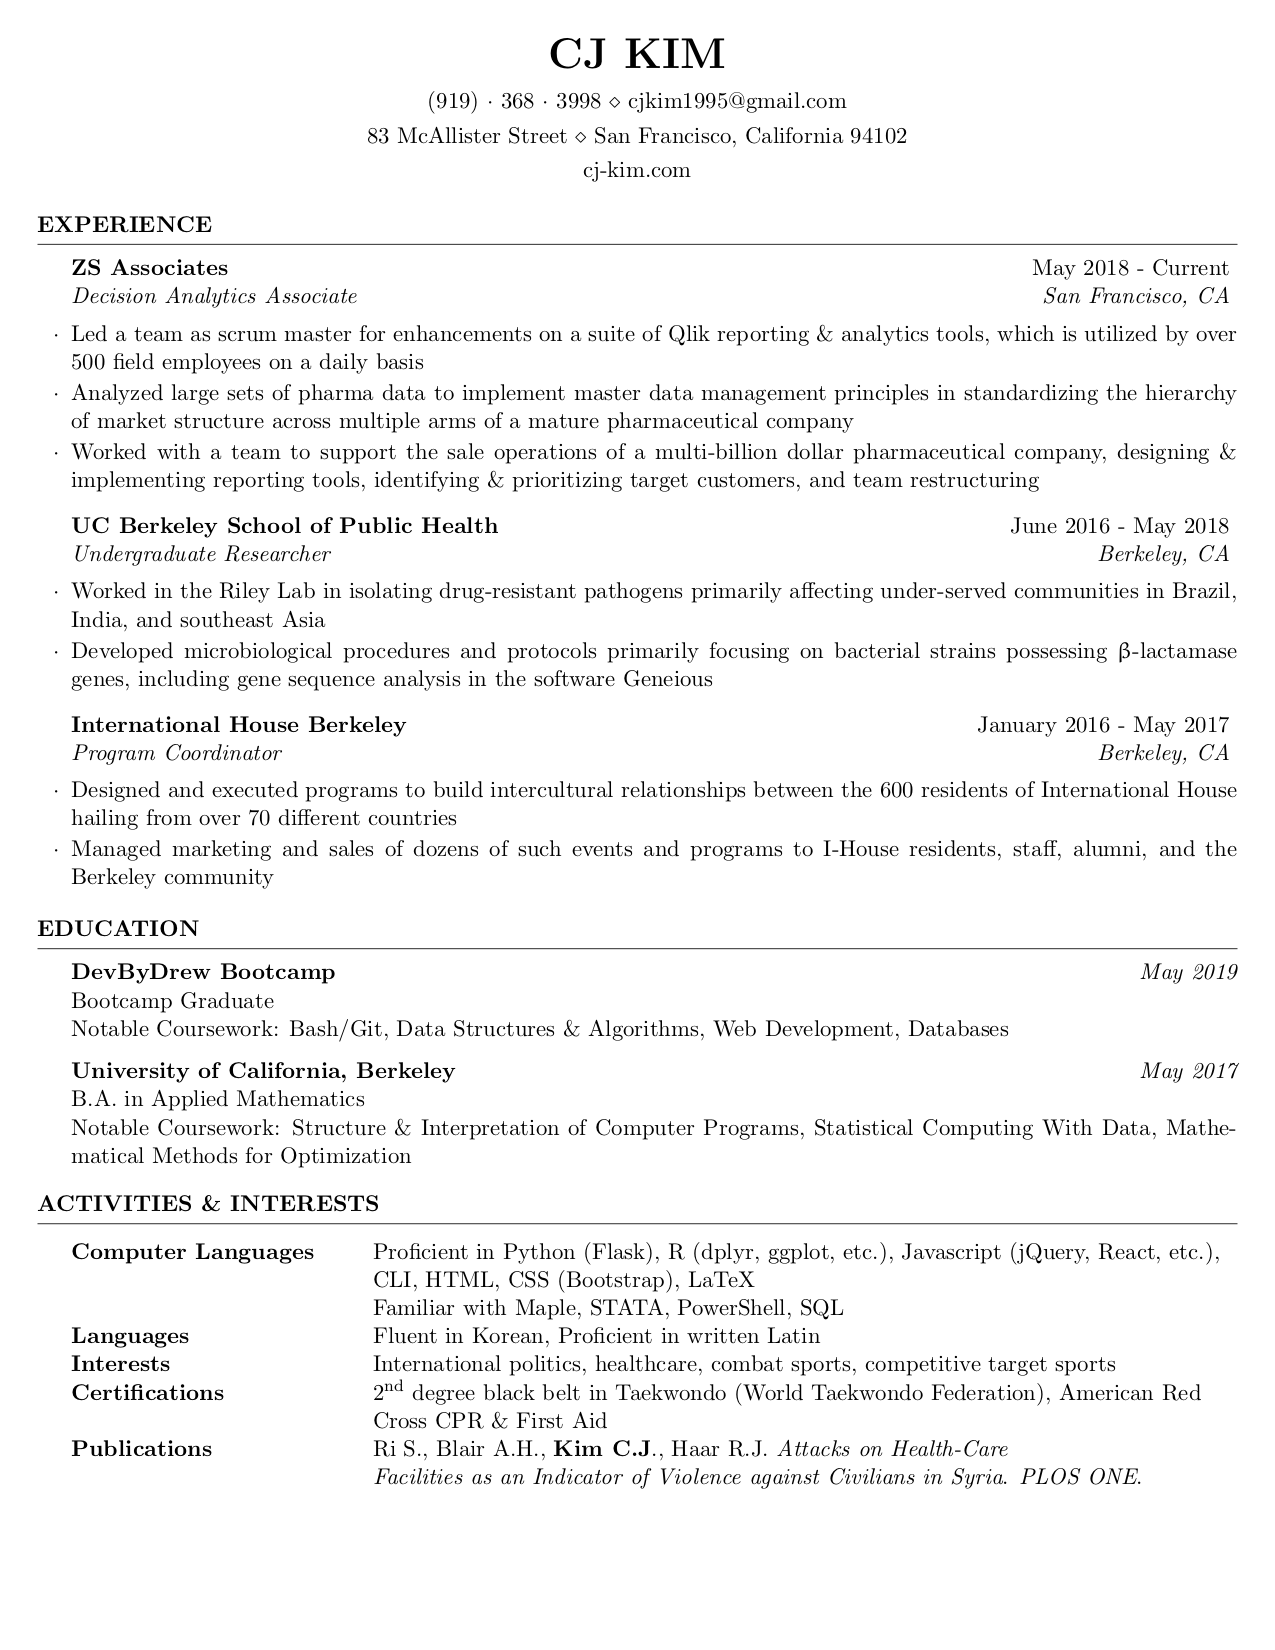 CJ KIM
(919) · 368 · 3998 ⋄ cjkim1995@gmail.com
83 McAllister Street ⋄ San Francisco, California 94102
cj-kim.com
EXPERIENCE
ZS Associates May 2018 - Current
Decision Analytics Associate San Francisco, CA
· Led a team as scrum master for enhancements on a suite of Qlik reporting & analytics tools, which is utilized by over
500 field employees on a daily basis
· Analyzed large sets of pharma data to implement master data management principles in standardizing the hierarchy
of market structure across multiple arms of a mature pharmaceutical company
· Worked with a team to support the sale operations of a multi-billion dollar pharmaceutical company, designing &
implementing reporting tools, identifying & prioritizing target customers, and team restructuring
UC Berkeley School of Public Health June 2016 - May 2018
Undergraduate Researcher Berkeley, CA
· Worked in the Riley Lab in isolating drug-resistant pathogens primarily affecting under-served communities in Brazil,
India, and southeast Asia
· Developed microbiological procedures and protocols primarily focusing on bacterial strains possessing β-lactamase
genes, including gene sequence analysis in the software Geneious
International House Berkeley January 2016 - May 2017
Program Coordinator Berkeley, CA
· Designed and executed programs to build intercultural relationships between the 600 residents of International House
hailing from over 70 different countries
· Managed marketing and sales of dozens of such events and programs to I-House residents, staff, alumni, and the
Berkeley community
EDUCATION
DevByDrew Bootcamp May 2019
Bootcamp Graduate
Notable Coursework: Bash/Git, Data Structures & Algorithms, Web Development, Databases
University of California, Berkeley May 2017
B.A. in Applied Mathematics
Notable Coursework: Structure & Interpretation of Computer Programs, Statistical Computing With Data, Mathe-
matical Methods for Optimization
ACTIVITIES & INTERESTS
Computer Languages Proficient in Python (Flask), R (dplyr, ggplot, etc.), Javascript (jQuery, React, etc.),
CLI, HTML, CSS (Bootstrap), LaTeX
Familiar with Maple, STATA, PowerShell, SQL
Languages Fluent in Korean, Proficient in written Latin
Interests International politics, healthcare, combat sports, competitive target sports
Certifications 2nd degree black belt in Taekwondo (World Taekwondo Federation), American Red
Cross CPR & First Aid
Publications Ri S., Blair A.H., Kim C.J., Haar R.J. Attacks on Health-Care
Facilities as an Indicator of Violence against Civilians in Syria. PLOS ONE.